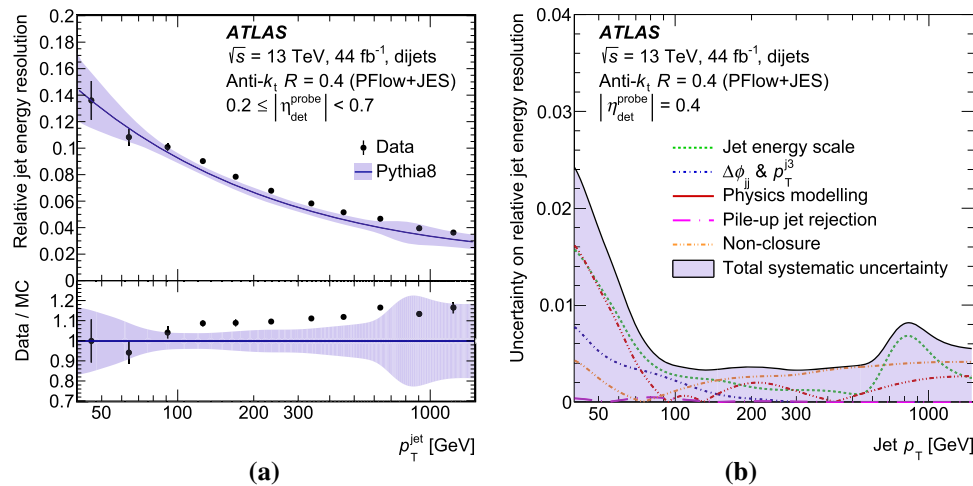 ATLAS
√s = 13 TeV, 44 fb⁻¹, dijets
Anti-kₜ R = 0.4 (PFlow+JES)
0.2 ≤ |η_det^probe| < 0.7
Data
Pythia8
Relative jet energy resolution
0.2
0.18
0.16
0.14
0.12
0.1
0.08
0.06
0.04
0.02
0
Data / MC
1.2
1.1
1
0.9
0.8
0.7
50 100 200 300 1000
p_T^jet [GeV]
(a)
ATLAS
√s = 13 TeV, 44 fb⁻¹, dijets
Anti-kₜ R = 0.4 (PFlow+JES)
|η_det^probe| = 0.4
Jet energy scale
Δϕ_jj & p_T^j3
Physics modelling
Pile-up jet rejection
Non-closure
Total systematic uncertainty
Uncertainty on relative jet energy resolution
0.04
0.03
0.02
0.01
0
50 100 200 300 1000
Jet p_T [GeV]
(b)